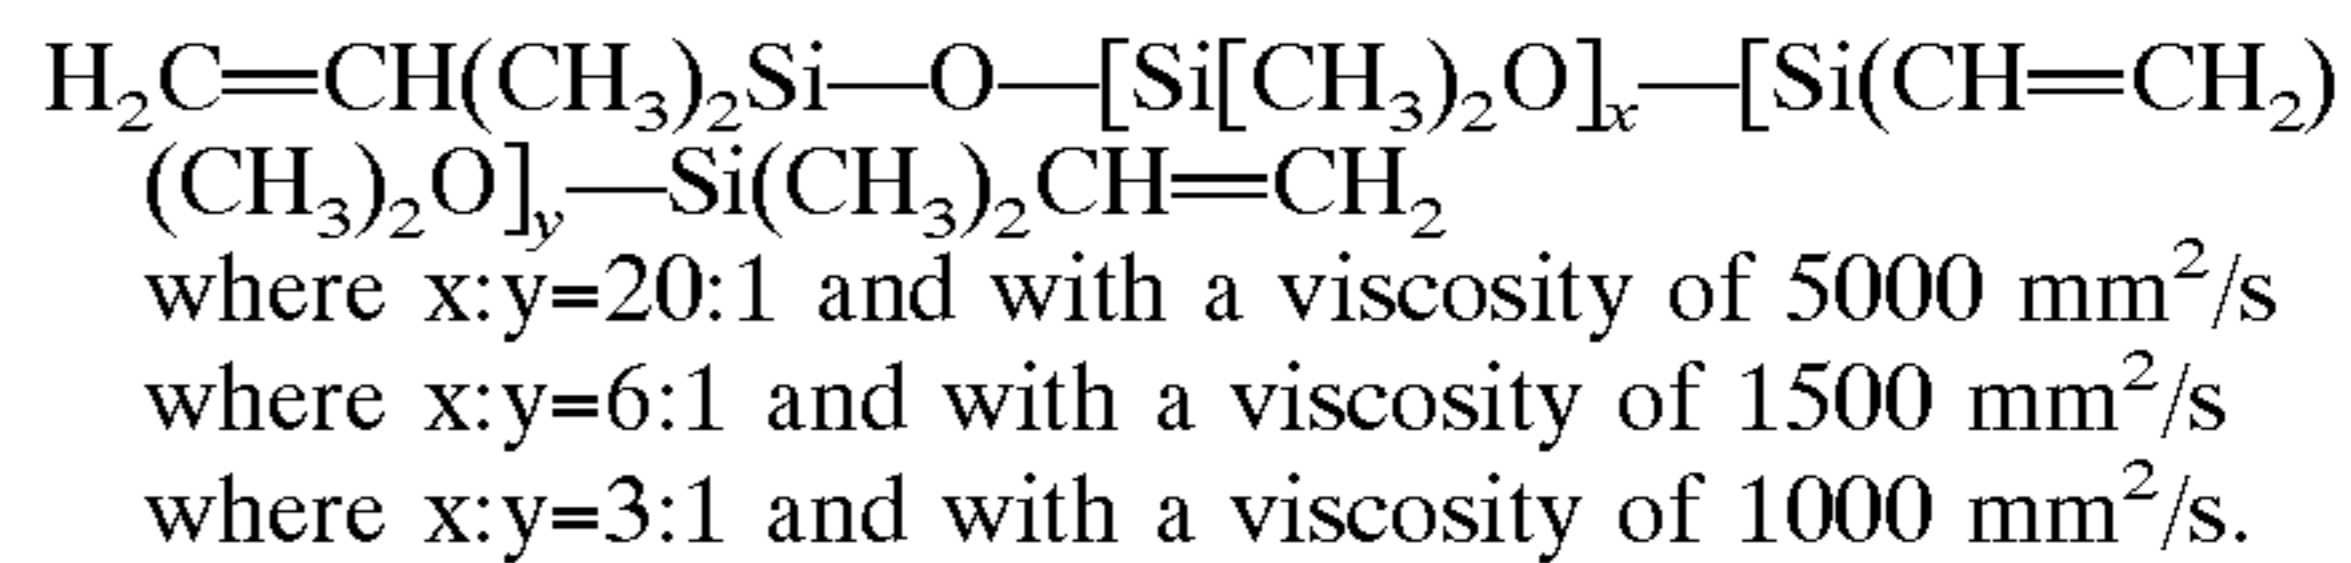 H₂C=CH(CH₃)₂Si—O—[Si[CH₃)₂O]ₓ—[Si(CH=CH₂)
(CH₃)₂O]y—Si(CH₃)₂CH=CH₂
where x:y=20:1 and with a viscosity of 5000 mm²/s
where x:y=6:1 and with a viscosity of 1500 mm²/s
where x:y=3:1 and with a viscosity of 1000 mm²/s.